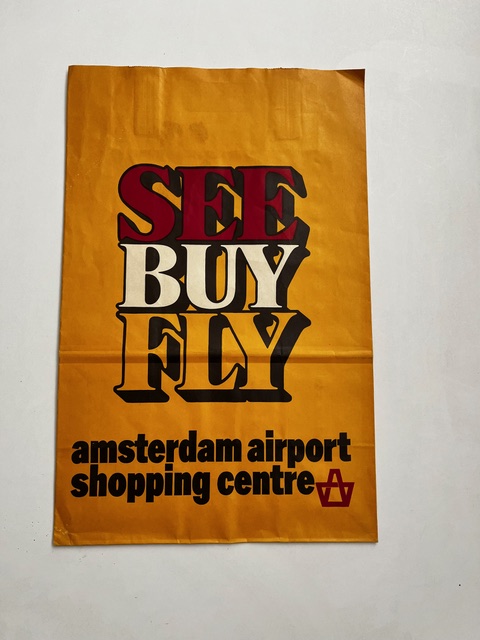 SEE
BUY
FLY
amsterdam airport
shopping centre